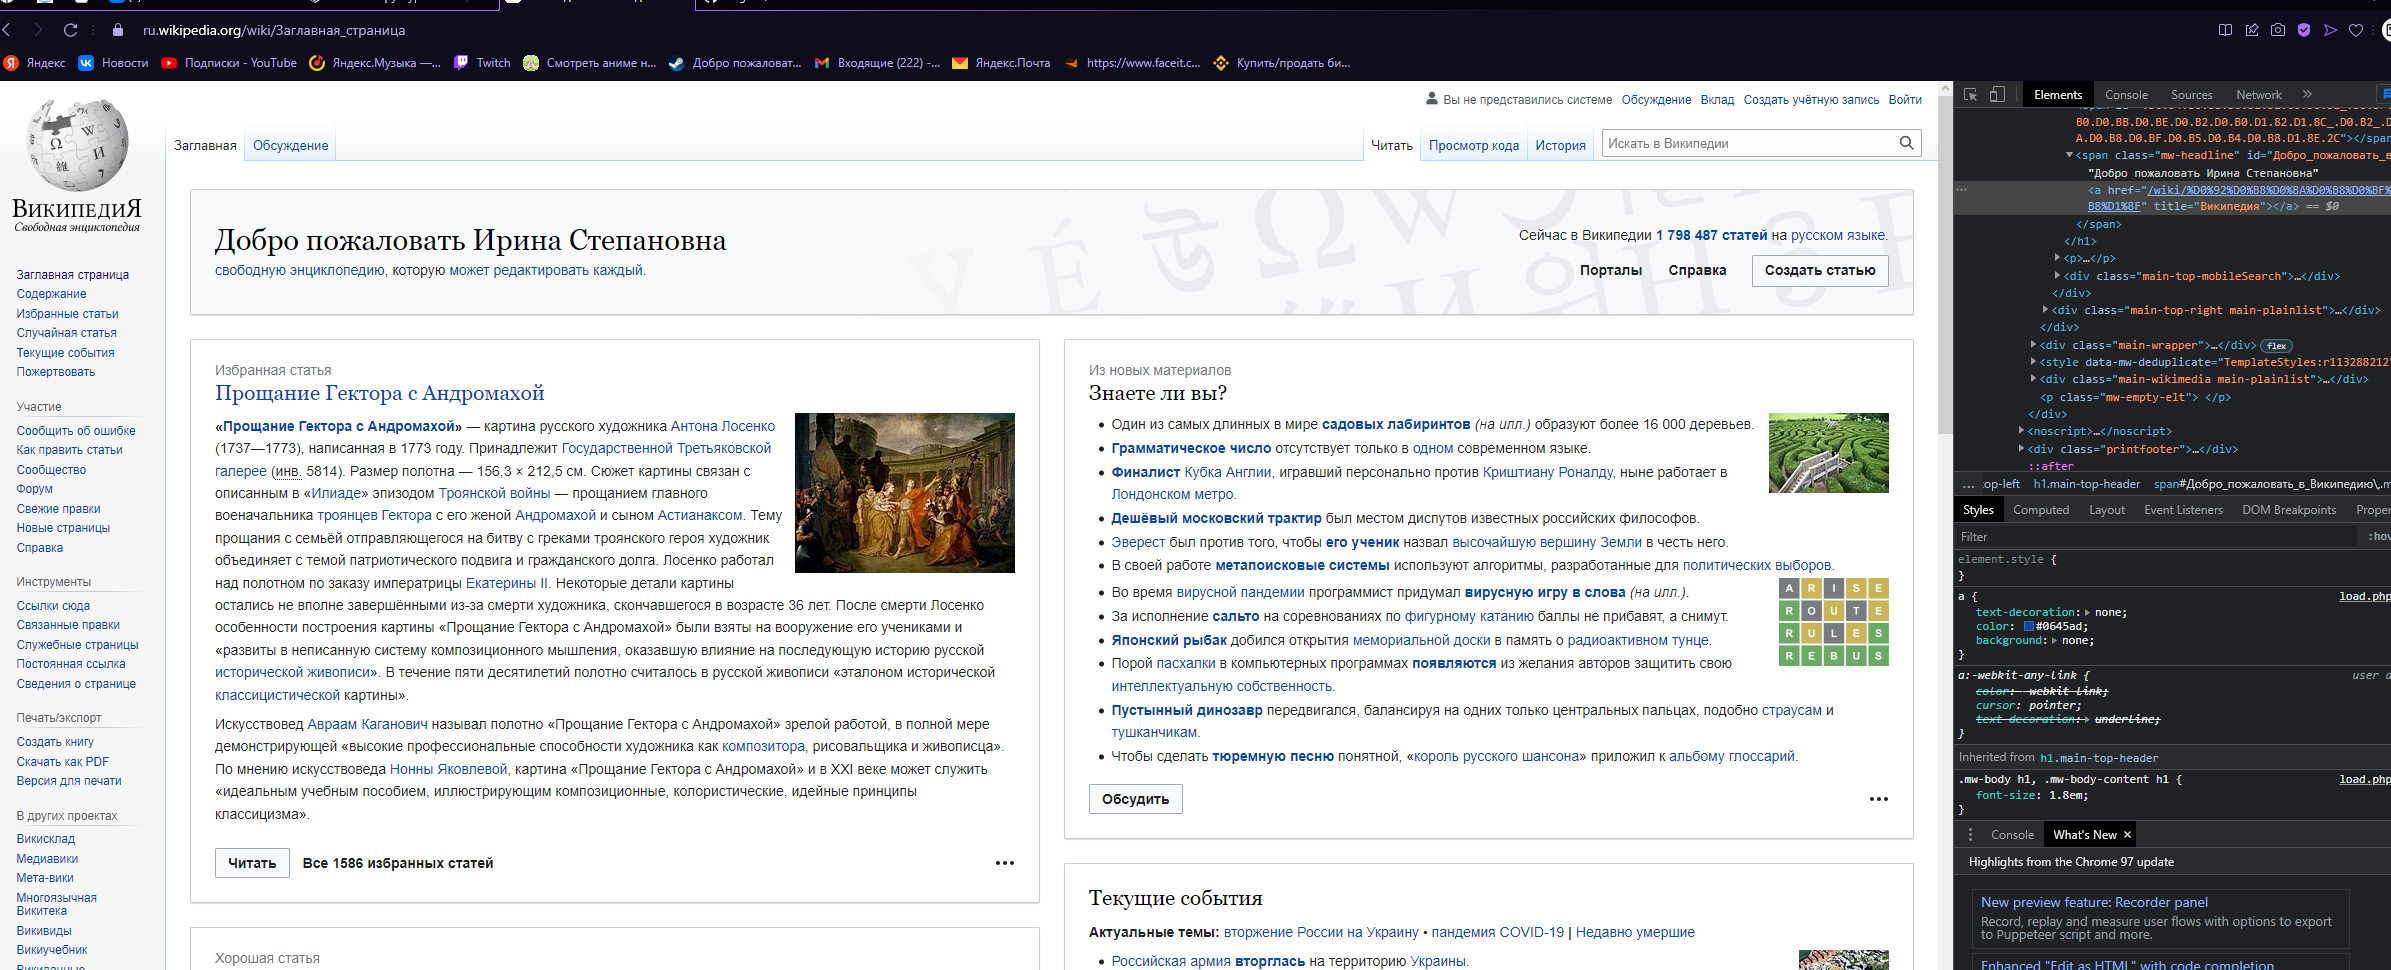 ru.wikipedia.org/wiki/Заглавная_страница
Яндекс Новости Подписки - YouTube Яндекс.Музыка —... Twitch Смотреть аниме н... Добро пожаловат... Входящие (222) -... Яндекс.Почта https://www.faceit.c... Купить/продать би...
Вы не представились системе Обсуждение Вклад Создать учётную запись Войти
Заглавная Обсуждение Читать Просмотр кода История Искать в Википедии
ВикипедиЯ
Свободная энциклопедия
Заглавная страница
Содержание
Избранные статьи
Случайная статья
Текущие события
Пожертвовать
Участие
Сообщить об ошибке
Как править статьи
Сообщество
Форум
Свежие правки
Новые страницы
Справка
Инструменты
Ссылки сюда
Связанные правки
Служебные страницы
Постоянная ссылка
Сведения о странице
Печать/экспорт
Создать книгу
Скачать как PDF
Версия для печати
В других проектах
Викисклад
Медиавики
Мета-вики
Многоязычная
Викитека
Викивиды
Викиучебник
Викиданные
Добро пожаловать Ирина Степановна
свободную энциклопедию, которую может редактировать каждый.
Сейчас в Википедии 1 798 487 статей на русском языке.
Порталы Справка Создать статью
Избранная статья
Прощание Гектора с Андромахой
«Прощание Гектора с Андромахой» — картина русского художника Антона Лосенко
(1737—1773), написанная в 1773 году. Принадлежит Государственной Третьяковской
галерее (инв. 5814). Размер полотна — 156,3 × 212,5 см. Сюжет картины связан с
описанным в «Илиаде» эпизодом Троянской войны — прощанием главного
военачальника троянцев Гектора с его женой Андромахой и сыном Астианаксом. Тему
прощания с семьёй отправляющегося на битву с греками троянского героя художник
объединяет с темой патриотического подвига и гражданского долга. Лосенко работал
над полотном по заказу императрицы Екатерины II. Некоторые детали картины
остались не вполне завершёнными из-за смерти художника, скончавшегося в возрасте 36 лет. После смерти Лосенко
особенности построения картины «Прощание Гектора с Андромахой» были взяты на вооружение его учениками и
«развиты в неписанную систему композиционного мышления, оказавшую влияние на последующую историю русской
исторической живописи». В течение пяти десятилетий полотно считалось в русской живописи «эталоном исторической
классицистической картины».
Искусствовед Авраам Каганович называл полотно «Прощание Гектора с Андромахой» зрелой работой, в полной мере
демонстрирующей «высокие профессиональные способности художника как композитора, рисовальщика и живописца».
По мнению искусствоведа Нонны Яковлевой, картина «Прощание Гектора с Андромахой» и в XXI веке может служить
«идеальным учебным пособием, иллюстрирующим композиционные, колористические, идейные принципы
классицизма».
Читать Все 1586 избранных статей
Хорошая статья
Из новых материалов
Знаете ли вы?
Один из самых длинных в мире садовых лабиринтов (на илл.) образуют более 16 000 деревьев.
Грамматическое число отсутствует только в одном современном языке.
Финалист Кубка Англии, игравший персонально против Криштиану Роналду, ныне работает в
Лондонском метро.
Дешёвый московский трактир был местом диспутов известных российских философов.
Эверест был против того, чтобы его ученик назвал высочайшую вершину Земли в честь него.
В своей работе метапоисковые системы используют алгоритмы, разработанные для политических выборов.
Во время вирусной пандемии программист придумал вирусную игру в слова (на илл.).
За исполнение сальто на соревнованиях по фигурному катанию баллы не прибавят, а снимут.
Японский рыбак добился открытия мемориальной доски в память о радиоактивном тунце.
Порой пасхалки в компьютерных программах появляются из желания авторов защитить свою
интеллектуальную собственность.
Пустынный динозавр передвигался, балансируя на одних только центральных пальцах, подобно страусам и
тушканчикам.
Чтобы сделать тюремную песню понятной, «король русского шансона» приложил к альбому глоссарий.
ARISE
ROUTE
RULES
REBUS
Обсудить
Текущие события
Актуальные темы: вторжение России на Украину • пандемия COVID-19 | Недавно умершие
Российская армия вторглась на территорию Украины.
Elements Console Sources Network »
B0.D0.BB.D0.BE.D0.B2.D0.B0.D1.82.D1.8C_.D0.B2_.D
A.D0.B8.D0.BF.D0.B5.D0.B4.D0.B8.D1.8E.2C"></span
<span class="mw-headline" id="Добро_пожаловать_в
"Добро пожаловать Ирина Степановна"
<a href="/wiki/%D0%92%D0%B8%D0%BA%D0%B8%D0%BF%
B8%D1%8F" title="Википедия"></a> == $0
</span>
</h1>
<p>…</p>
<div class="main-top-mobileSearch">…</div>
</div>
<div class="main-top-right main-plainlist">…</div>
</div>
<div class="main-wrapper">…</div> flex
<style data-mw-deduplicate="TemplateStyles:r113288212
<div class="main-wikimedia main-plainlist">…</div>
<p class="mw-empty-elt"> </p>
</div>
<noscript>…</noscript>
<div class="printfooter">…</div>
::after
... :op-left h1.main-top-header span#Добро_пожаловать_в_Википедию\,.m
Styles Computed Layout Event Listeners DOM Breakpoints Proper
Filter :hov
element.style {
}
a { load.php
text-decoration: none;
color: #0645ad;
background: none;
}
a:-webkit-any-link { user a
color: -webkit-link;
cursor: pointer;
text-decoration: underline;
}
Inherited from h1.main-top-header
.mw-body h1, .mw-body-content h1 { load.php
font-size: 1.8em;
}
Console What's New ×
Highlights from the Chrome 97 update
New preview feature: Recorder panel
Record, replay and measure user flows with options to export
to Puppeteer script and more.
Enhanced "Edit as HTML" with code completion